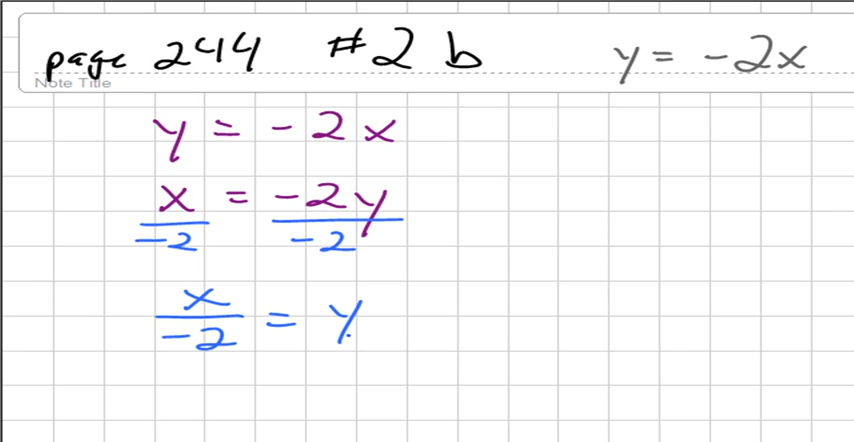 page 244 #2 b y = -2x
Note Title
y = -2x
x = -2y
-2 -2
x
-2 = y